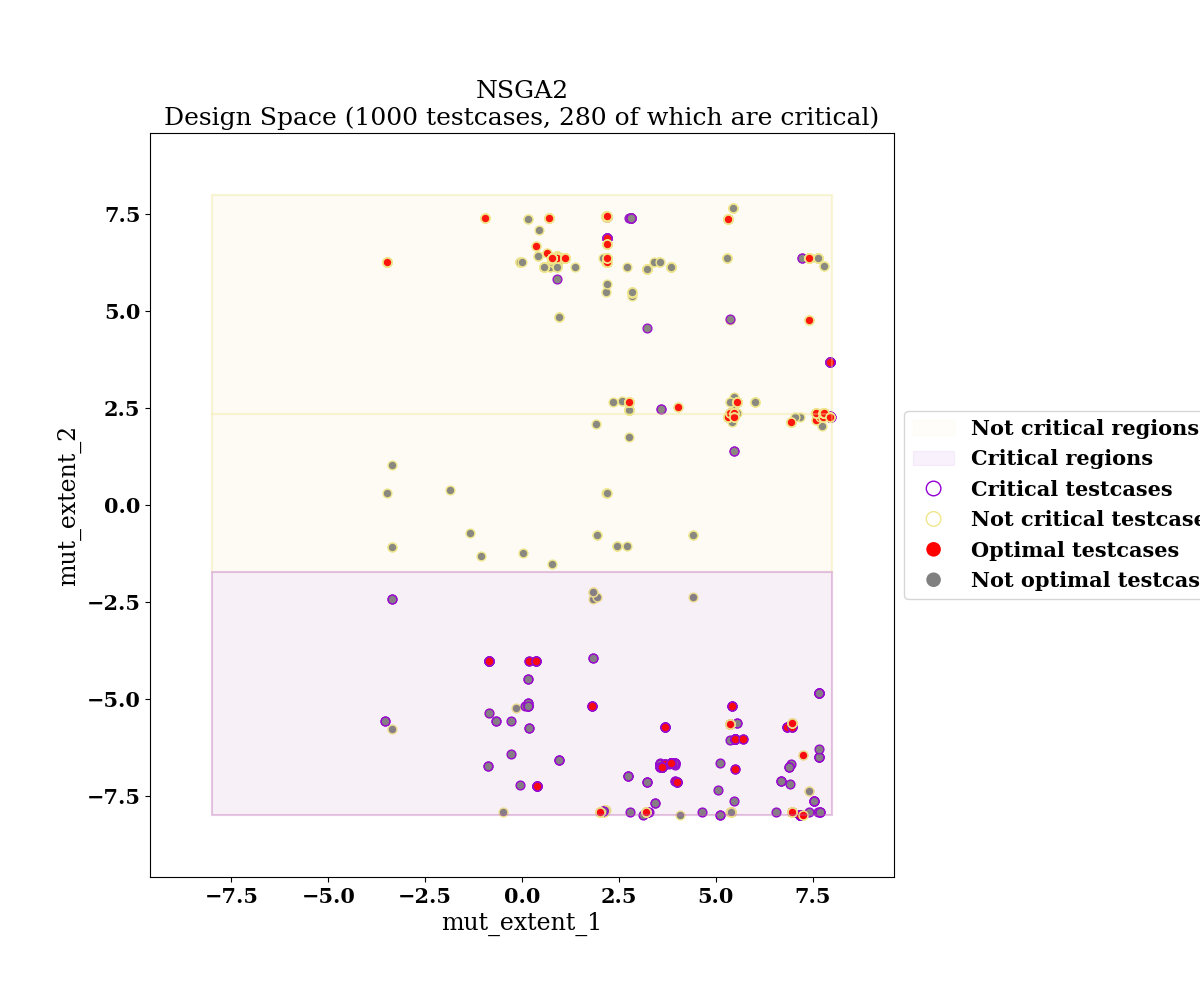 NSGA2
Design Space (1000 testcases, 280 of which are critical)
7.5
5.0
2.5
0.0
−2.5
−5.0
−7.5
mut_extent_2
−7.5 −5.0 −2.5 0.0 2.5 5.0 7.5
mut_extent_1
Not critical regions
Critical regions
Critical testcases
Not critical testcase
Optimal testcases
Not optimal testcas